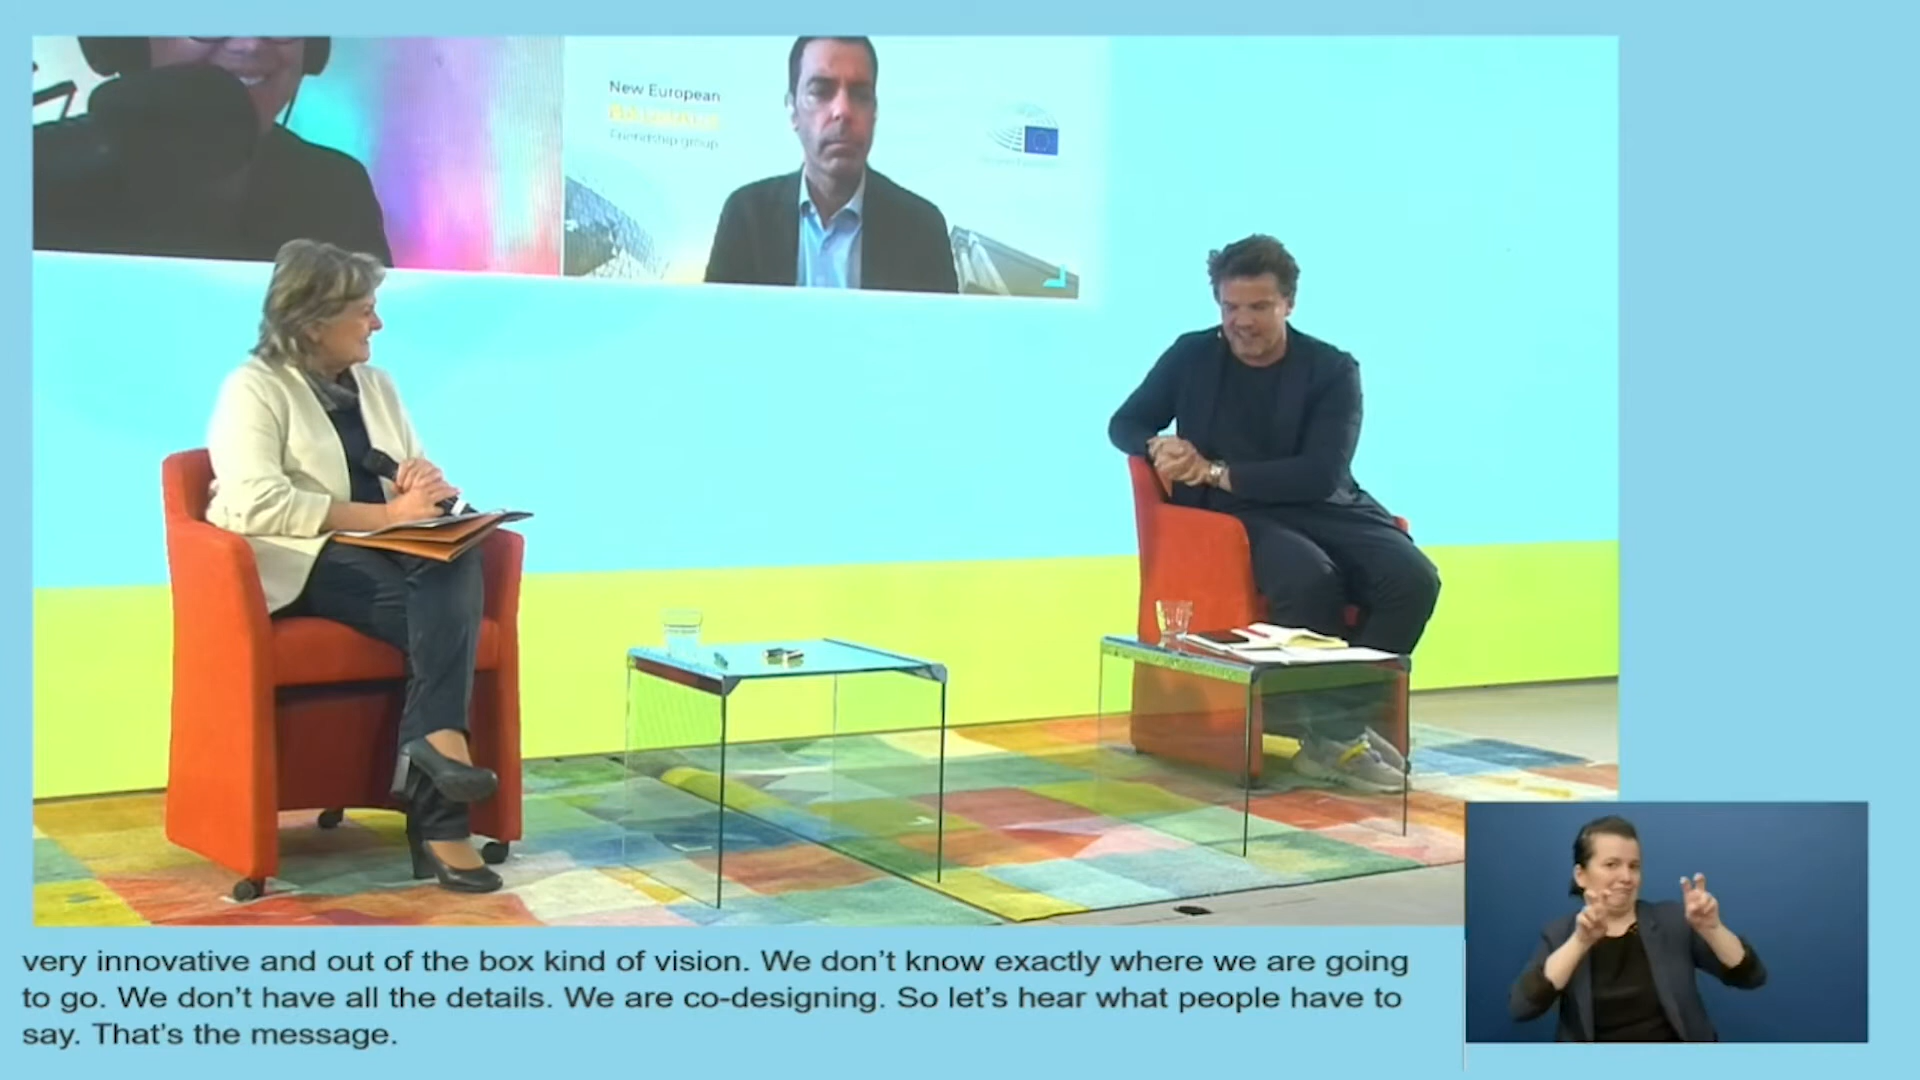 New European
Friendship group
very innovative and out of the box kind of vision. We don't know exactly where we are going
to go. We don't have all the details. We are co-designing. So let's hear what people have to
say. That's the message.